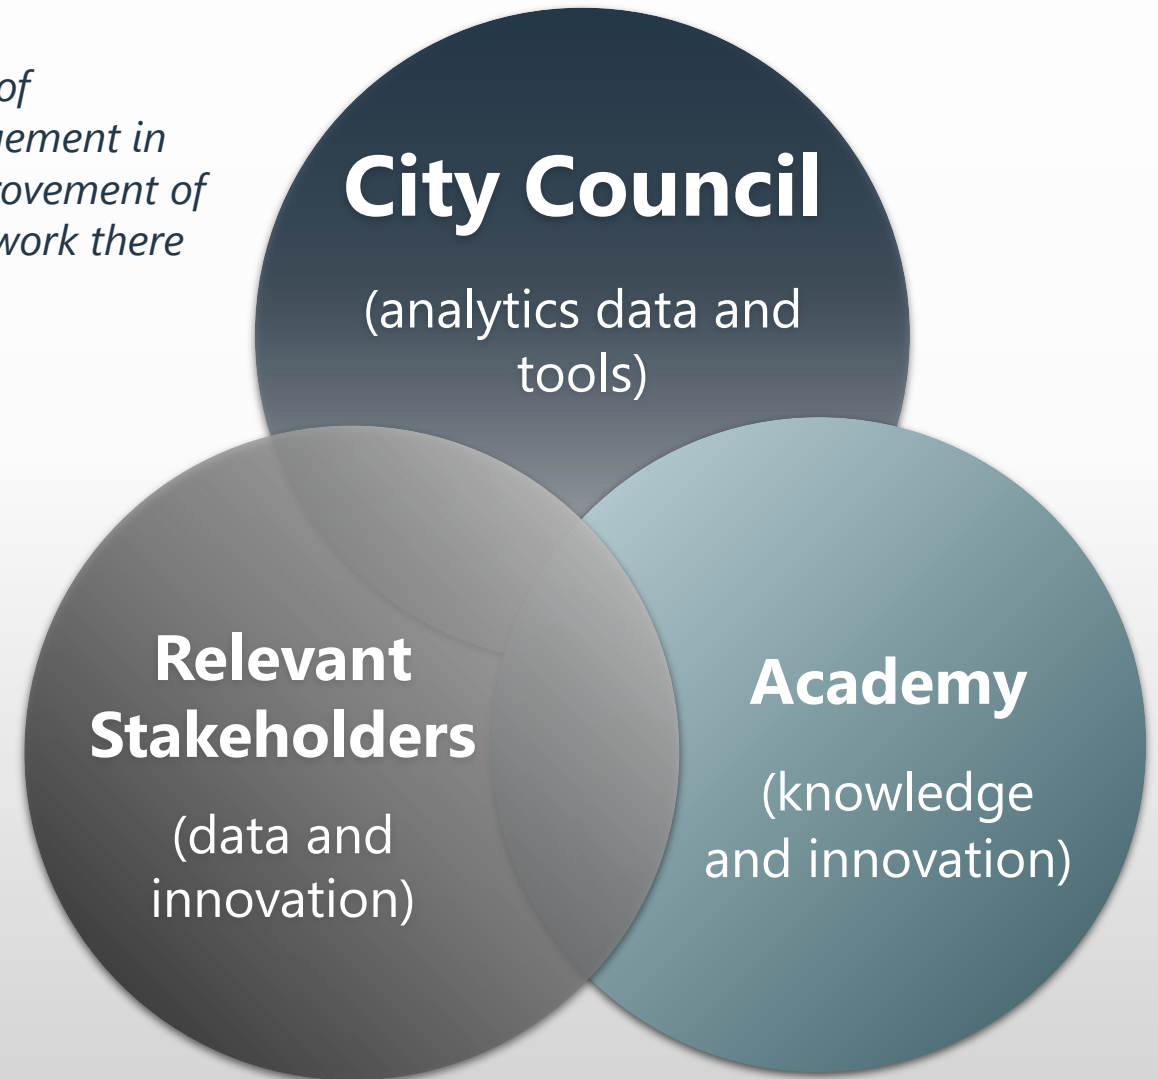 of
ement in
rovement of
work there
City Council
(analytics data and
tools)
Relevant
Stakeholders
(data and
innovation)
Academy
(knowledge
and innovation)